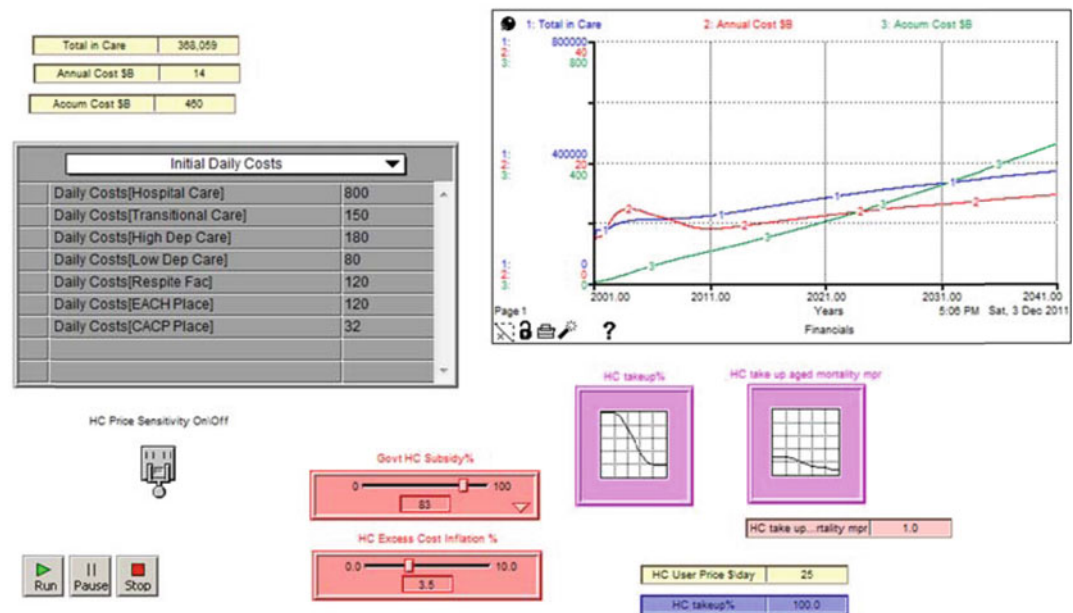 Total in Care 368,059
Annual Cost $B 14
Accum Cost $B 460
1: Total in Care 2: Annual Cost $B 3: Accum Cost $B
1: 800000
2: 40
3: 800
1: 400000
2: 20
3: 400
1: 0
2: 0
3: 0
2001.00 2011.00 2021.00 2031.00 2041.00
Page 1 Years 5:06 PM Sat, 3 Dec 2011
? Financials
Initial Daily Costs
Daily Costs[Hospital Care] 800
Daily Costs[Transitional Care] 150
Daily Costs[High Dep Care] 180
Daily Costs[Low Dep Care] 80
Daily Costs[Respite Fac] 120
Daily Costs[EACH Place] 120
Daily Costs[CACP Place] 32
HC Price Sensitivity On\Off
HC takeup%
HC take up aged mortality mpr
Govt HC Subsidy%
0 100
83
HC Excess Cost Inflation %
0.0 10.0
3.5
HC take up...rtality mpr 1.0
HC User Price $\day 25
HC takeup% 100.0
Run Pause Stop